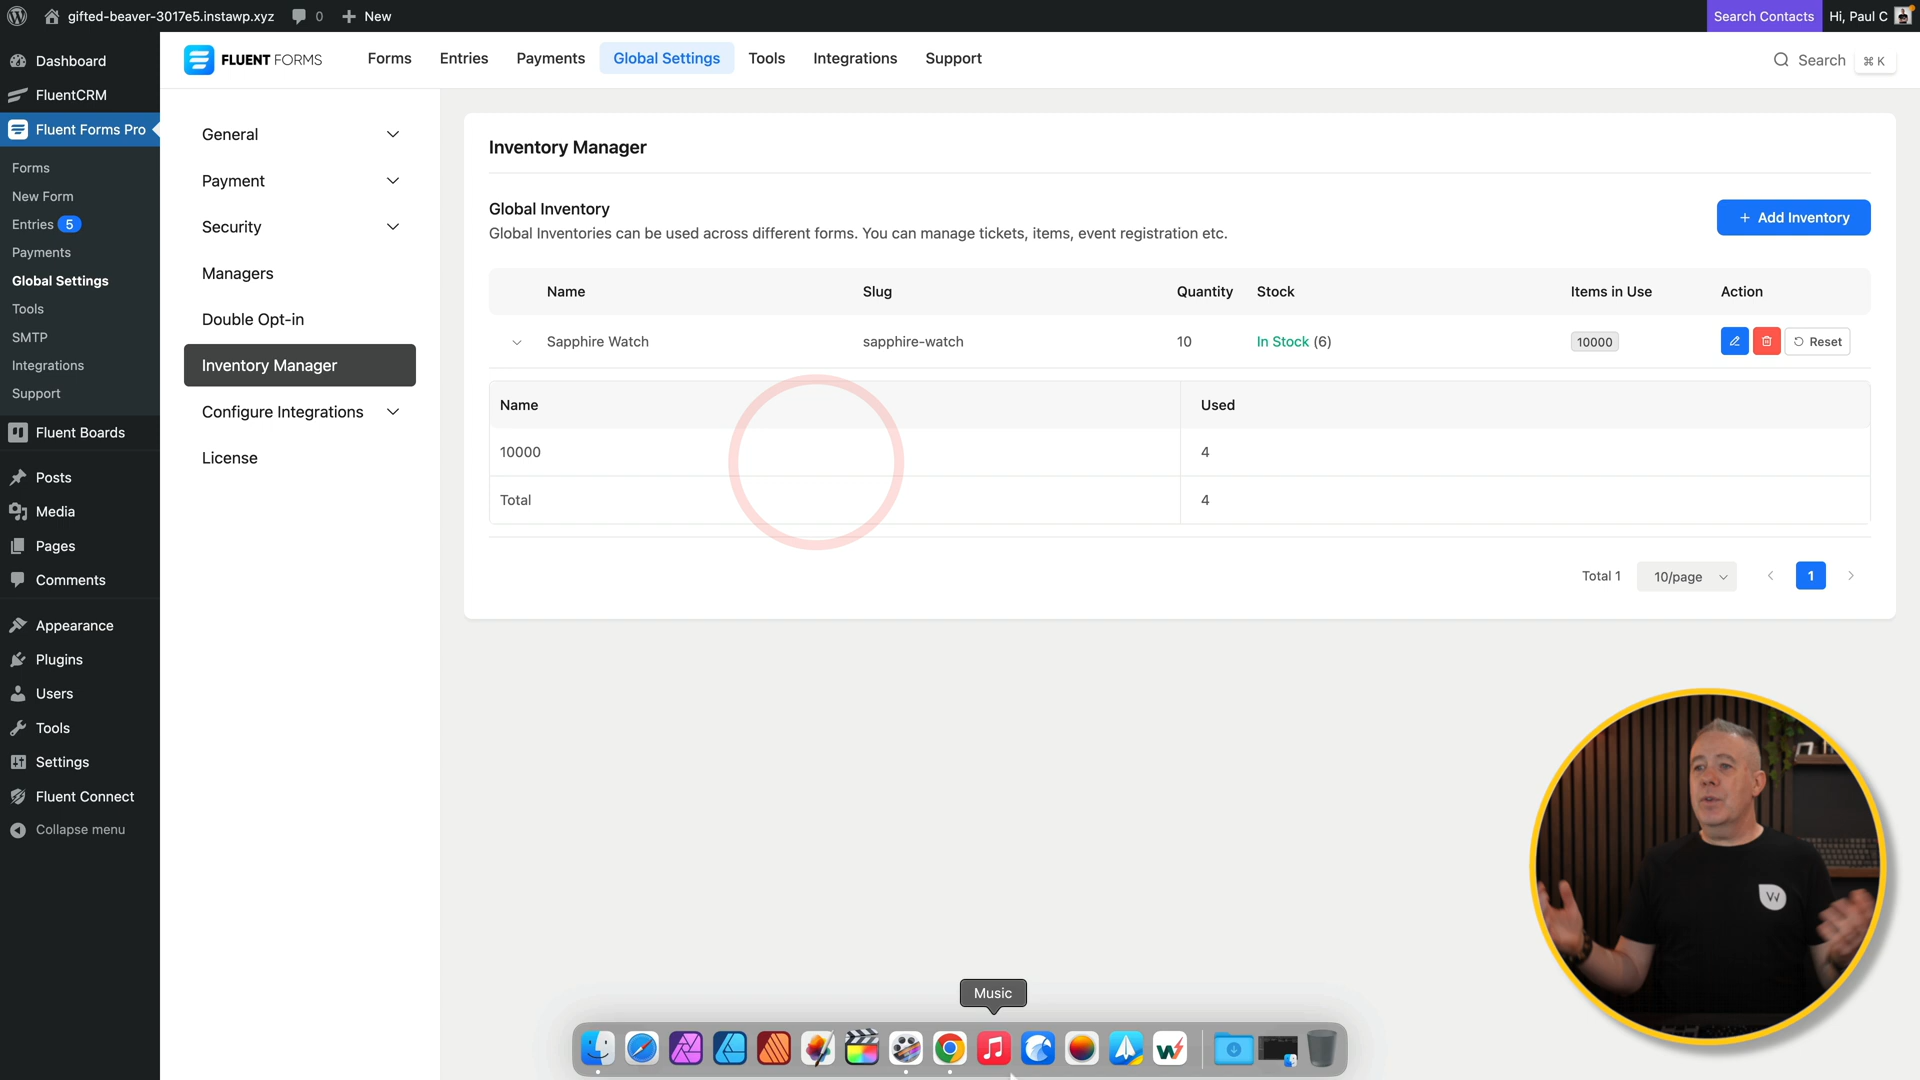 gifted-beaver-3017e5.instawp.xyz 0 New Search Contacts Hi, Paul C
Dashboard
FluentCRM
Fluent Forms Pro
Forms
New Form
Entries 5
Payments
Global Settings
Tools
SMTP
Integrations
Support
Fluent Boards
Posts
Media
Pages
Comments
Appearance
Plugins
Users
Tools
Settings
Fluent Connect
Collapse menu
FLUENT FORMS Forms Entries Payments Global Settings Tools Integrations Support Search ⌘ K
General
Payment
Security
Managers
Double Opt-in
Inventory Manager
Configure Integrations
License
Inventory Manager
Global Inventory
Global Inventories can be used across different forms. You can manage tickets, items, event registration etc.
+ Add Inventory
Name Slug Quantity Stock Items in Use Action
Sapphire Watch sapphire-watch 10 In Stock (6) 10000 Reset
Name Used
10000 4
Total 4
Total 1 10/page 1
Music